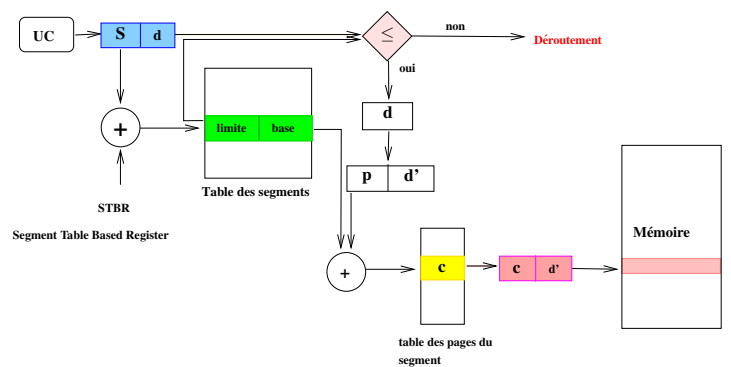 UC
S d
≤
non
Déroutement
oui
d
limite base
p d’
Table des segments
STBR
Segment Table Based Register
Mémoire
+
+
c
c d’
table des pages du
segment